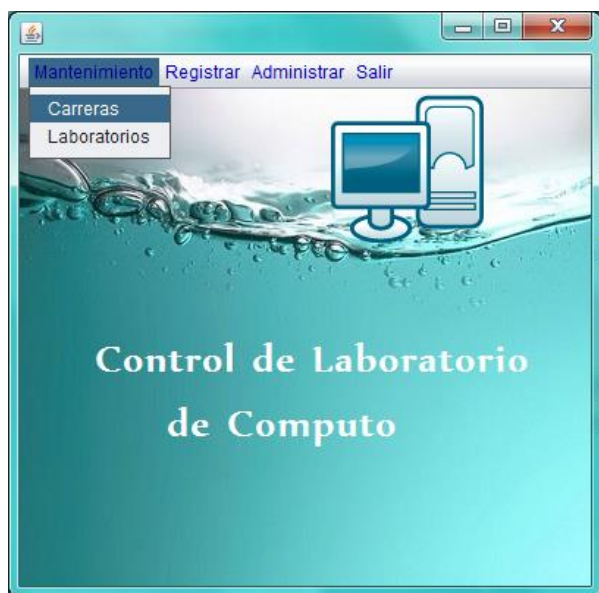 Mantenimiento Registrar Administrar Salir
Carreras
Laboratorios
Control de Laboratorio
de Computo